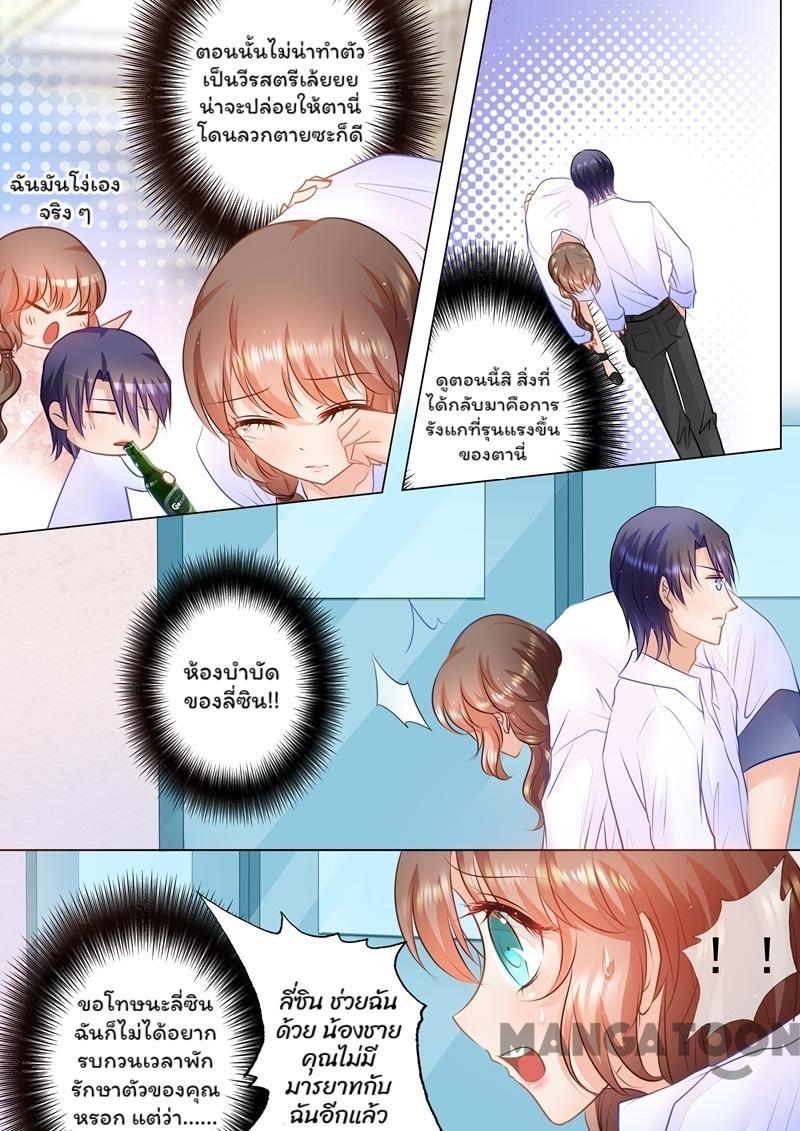 ตอนนั้นไม่น่าทำตัว
เป็นวีรสตรีเล้ยยย
น่าจะปล่อยให้ตานี่
โดนลวกตายซะก็ดี
ฉันมันโง่เอง
จริง ๆ
ดูตอนนี้สิ สิ่งที่
ได้กลับมาคือการ
รังแกที่รุนแรงขึ้น
ของตานี่
ห้องบำบัด
ของลี่ซิน!!
ขอโทษนะลี่ซิน
ฉันก็ไม่ได้อยาก
รบกวนเวลาพัก
รักษาตัวของคุณ
หรอก แต่ว่า......
ลี่ซิน ช่วยฉัน
ด้วย น้องชาย
คุณไม่มี
มารยาทกับ
ฉันอีกแล้ว
! !
MANGATOON